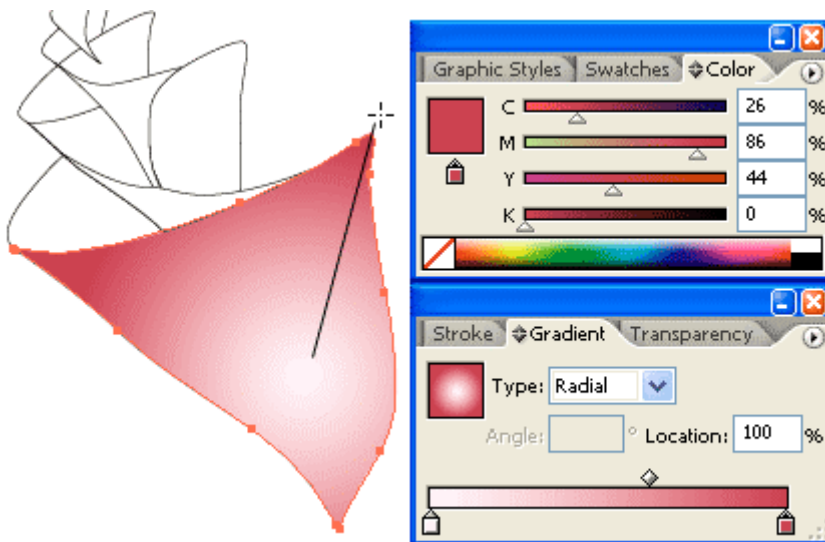 Graphic Styles Swatches Color
C 26 %
M 86 %
Y 44 %
K 0 %
Stroke Gradient Transparency
Type: Radial
Angle: ° Location: 100 %